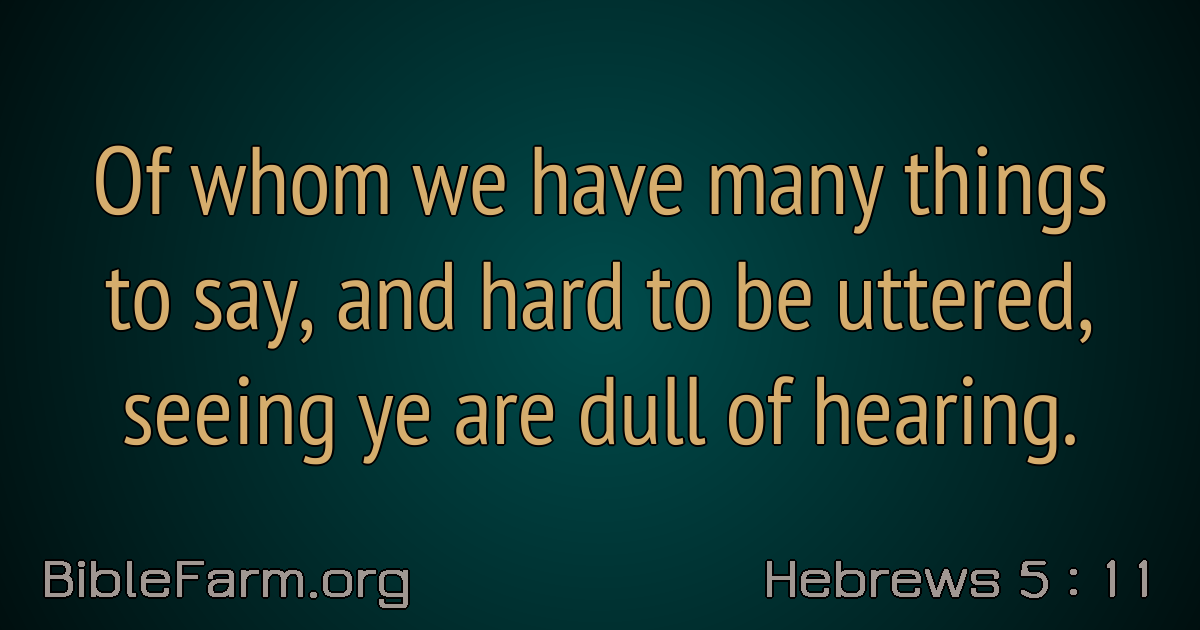 Of whom we have many things
to say, and hard to be uttered,
seeing ye are dull of hearing.
BibleFarm.org
Hebrews 5 : 11